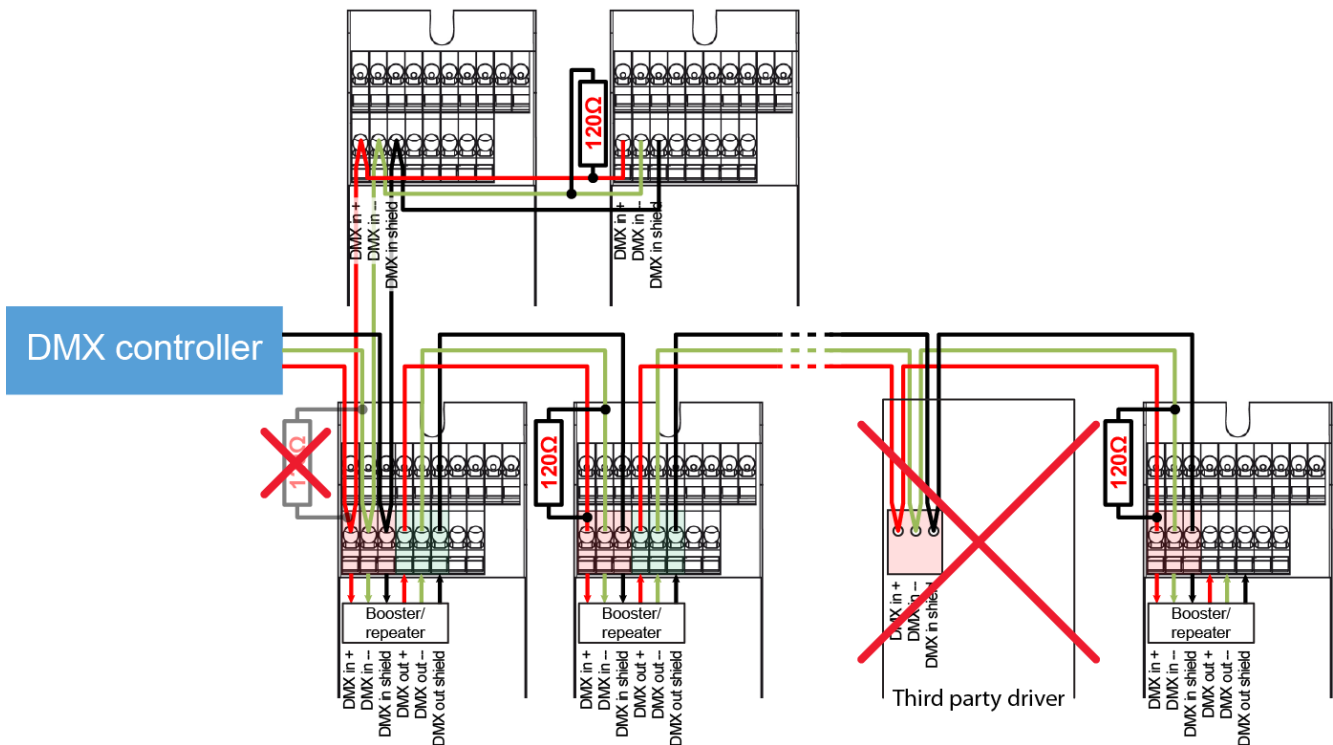 120Ω
DMX in +
DMX in –
DMX in shield
DMX in +
DMX in –
DMX in shield
DMX controller
120Ω
120Ω
Booster/
repeater
Booster/
repeater
Booster/
repeater
DMX in +
DMX in –
DMX in shield
DMX out +
DMX out –
DMX out shield
DMX in +
DMX in –
DMX in shield
DMX out +
DMX out –
DMX out shield
DMX in +
DMX in –
DMX in shield
Third party driver
DMX in +
DMX in –
DMX in shield
DMX out +
DMX out –
DMX out shield